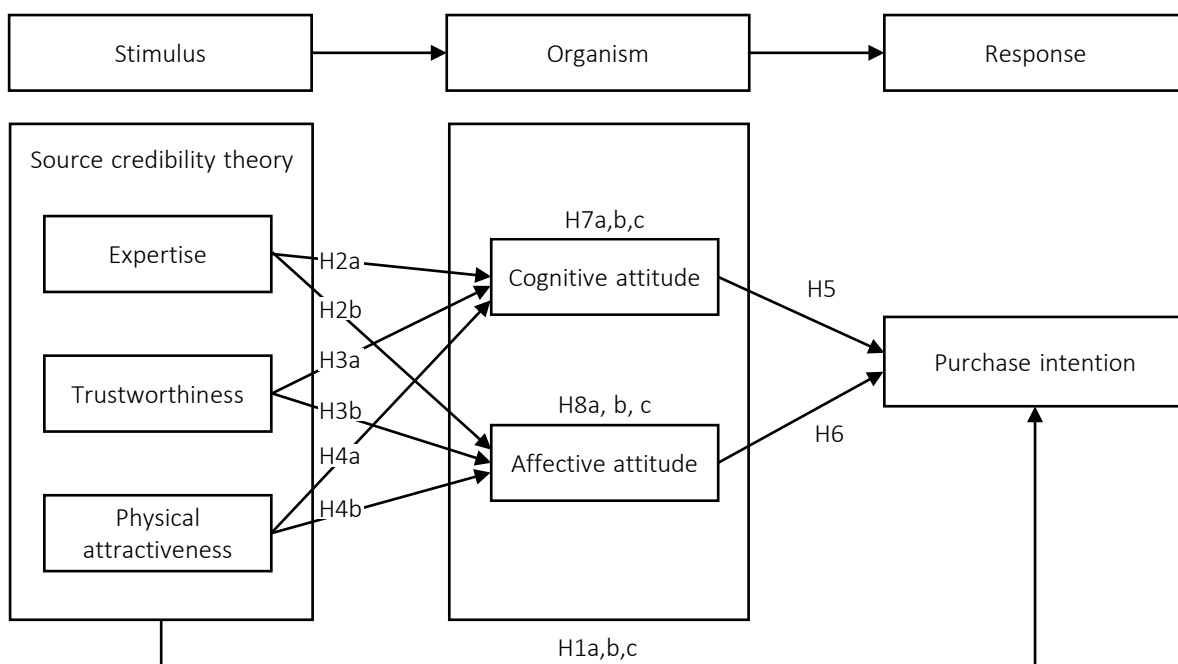 Stimulus
Organism
Response
Source credibility theory
Expertise
Trustworthiness
Physical
attractiveness
H2a
H2b
H3a
H3b
H4a
H4b
H7a,b,c
Cognitive attitude
H8a, b, c
Affective attitude
H5
H6
Purchase intention
H1a,b,c